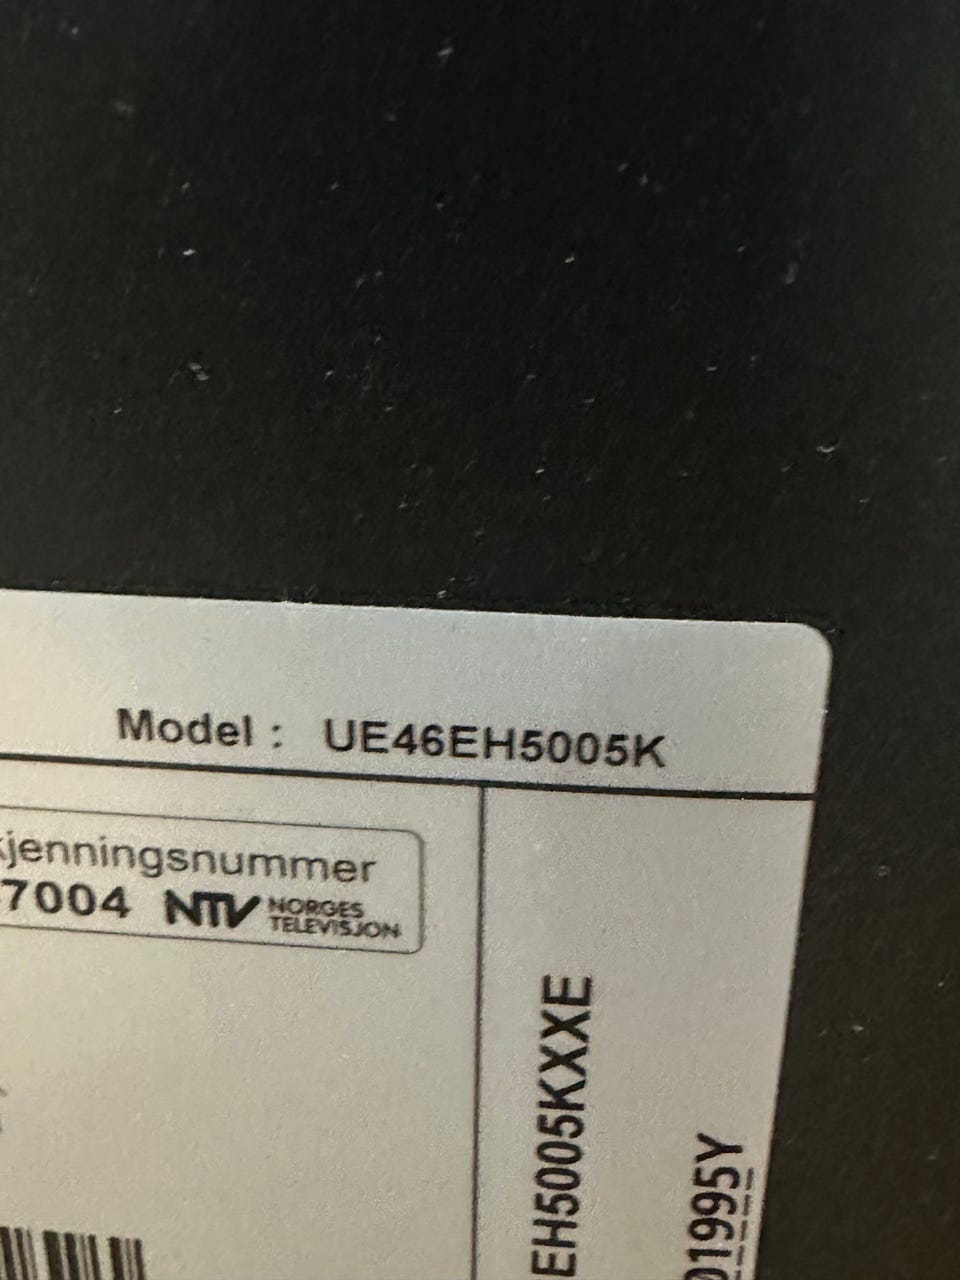 Model : UE46EH5005K
kjenningsnummer
7004 NTV NORGES
TELEVISJON
EH5005KXXE
01995Y